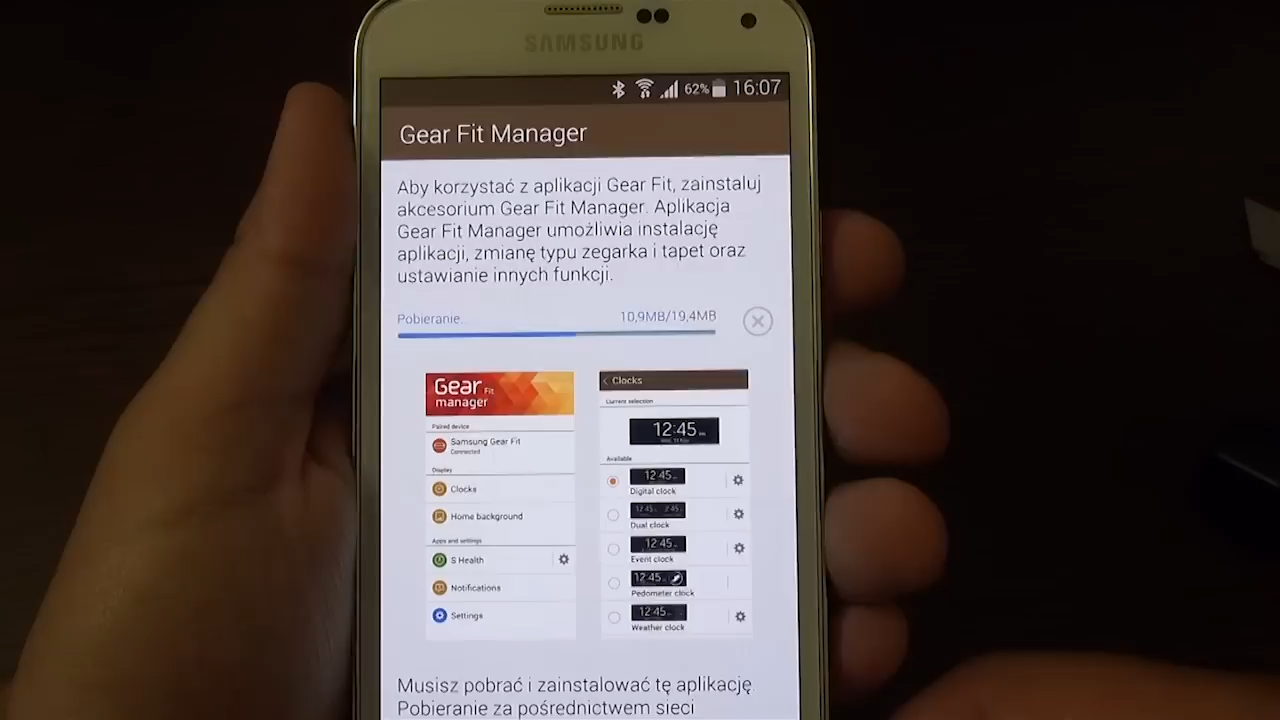 SAMSUNG
62% 16:07
Gear Fit Manager
Aby korzystać z aplikacji Gear Fit, zainstaluj
akcesorium Gear Fit Manager. Aplikacja
Gear Fit Manager umożliwia instalację
aplikacji, zmianę typu zegarka i tapet oraz
ustawianie innych funkcji.
Pobieranie.. 10,9MB/19,4MB
Gear Fit
manager
Paired device
Samsung Gear Fit
Connected
Display
Clocks
Home background
Apps and settings
S Health
Notifications
Settings
Clocks
Current selection
12:45
Available
12:45
Digital clock
12:45 2:45
Dual clock
12:45
Event clock
12:45
Pedometer clock
12:45
Weather clock
Musisz pobrać i zainstalować tę aplikację.
Pobieranie za pośrednictwem sieci